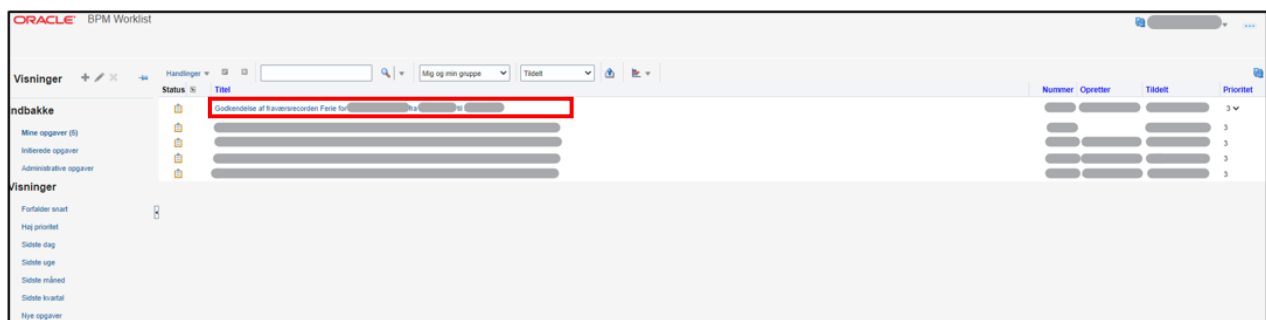 ORACLE BPM Worklist
Visninger
Handlinger Mig og min gruppe Tildelt
Status Titel Nummer Opretter Tildelt Prioritet
ndbakke
Godkendelse af fraværsrecorden Ferie for fra til 3
Mine opgaver (5) 3
Initierede opgaver 3
3
Administrative opgaver 3
Visninger
Forfalder snart
Høj prioritet
Sidste dag
Sidste uge
Sidste måned
Sidste kvartal
Nye opgaver